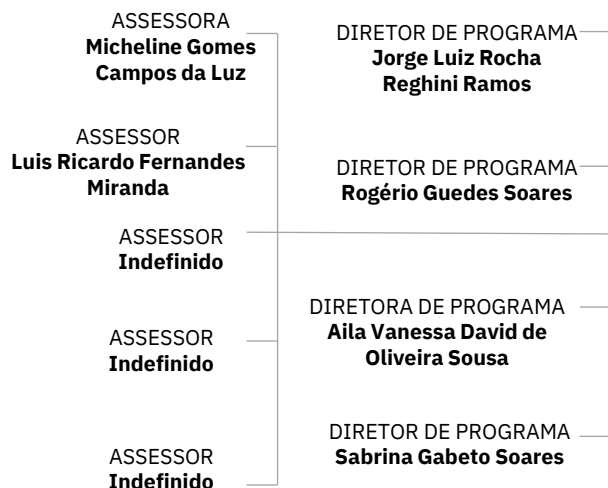 ASSESSORA
Micheline Gomes
Campos da Luz
ASSESSOR
Luis Ricardo Fernandes
Miranda
ASSESSOR
Indefinido
ASSESSOR
Indefinido
ASSESSOR
Indefinido
DIRETOR DE PROGRAMA
Jorge Luiz Rocha
Reghini Ramos
DIRETOR DE PROGRAMA
Rogério Guedes Soares
DIRETORA DE PROGRAMA
Aila Vanessa David de
Oliveira Sousa
DIRETOR DE PROGRAMA
Sabrina Gabeto Soares